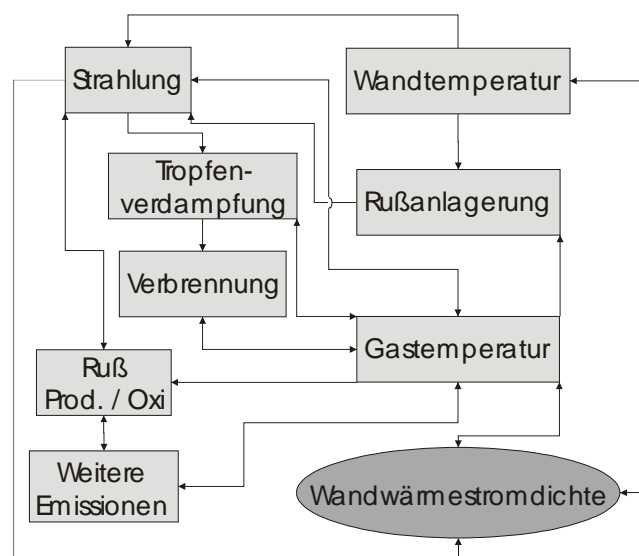 Strahlung
Wandtemperatur
Tropfen-
verdampfung
Rußanlagerung
Verbrennung
Gastemperatur
Ruß
Prod. / Oxi
Weitere
Emissionen
Wandwärmestromdichte